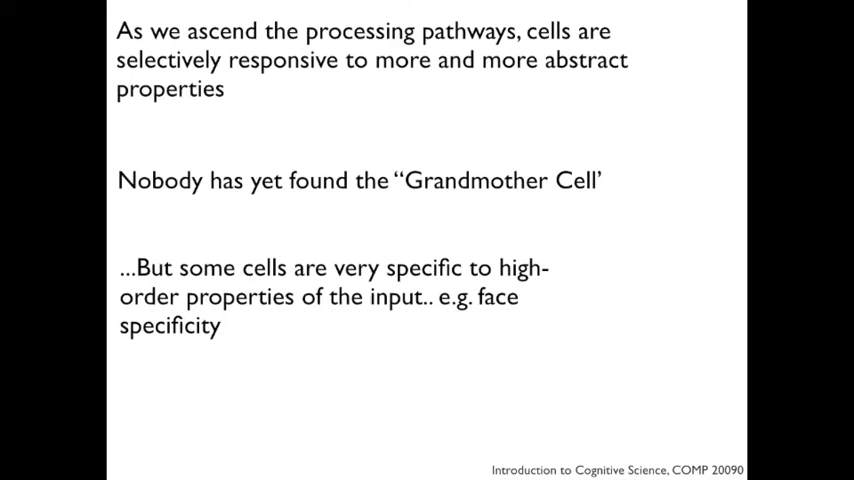 As we ascend the processing pathways, cells are
selectively responsive to more and more abstract
properties
Nobody has yet found the “Grandmother Cell’
...But some cells are very specific to high-
order properties of the input.. e.g. face
specificity
Introduction to Cognitive Science, COMP 20090